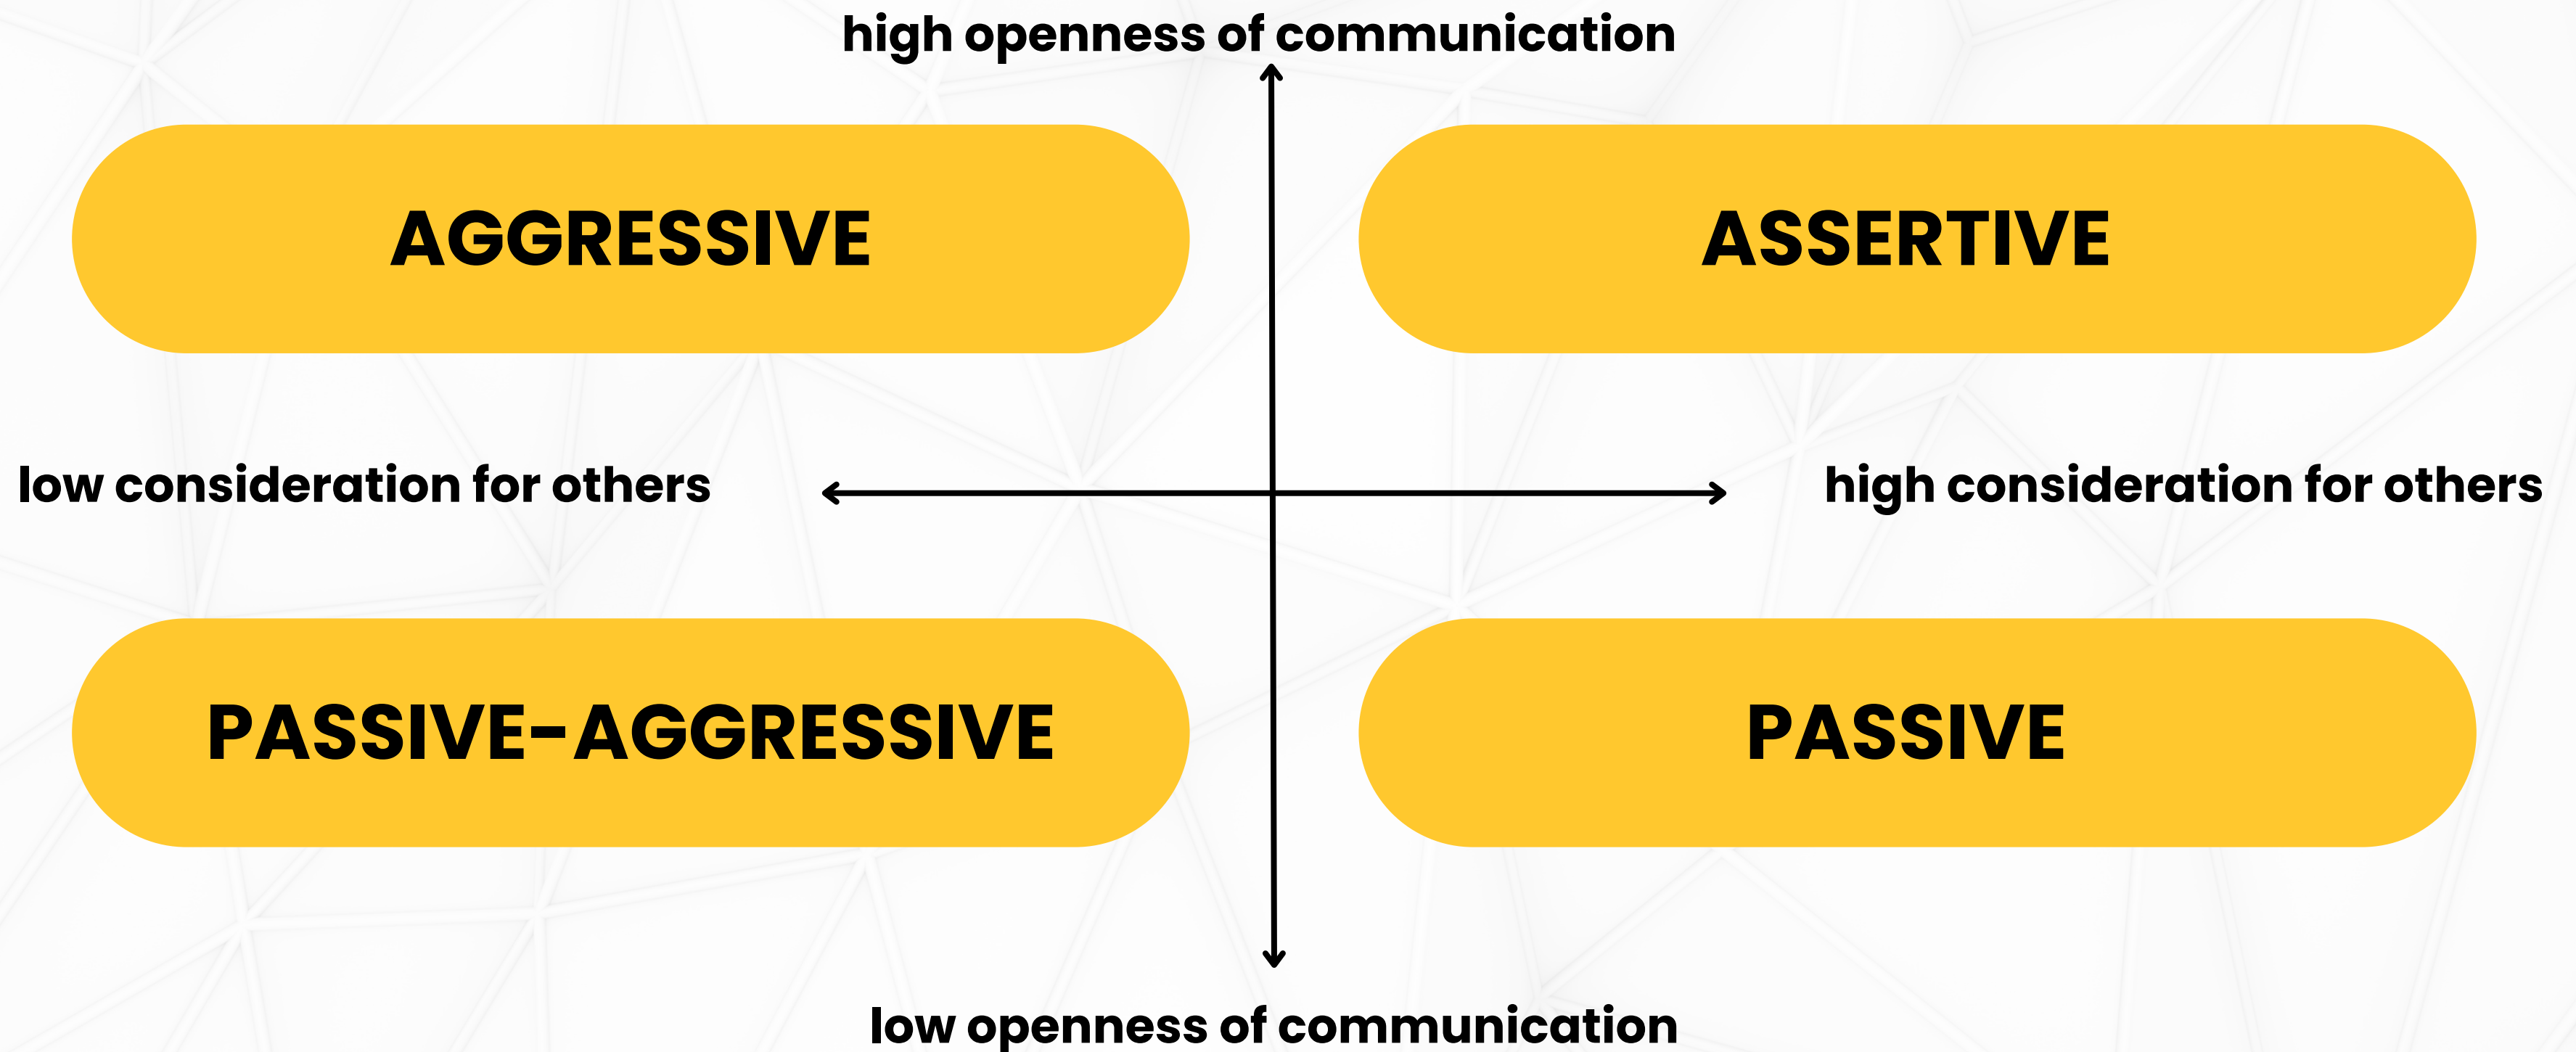 high openness of communication
AGGRESSIVE
ASSERTIVE
low consideration for others
high consideration for others
PASSIVE-AGGRESSIVE
PASSIVE
low openness of communication